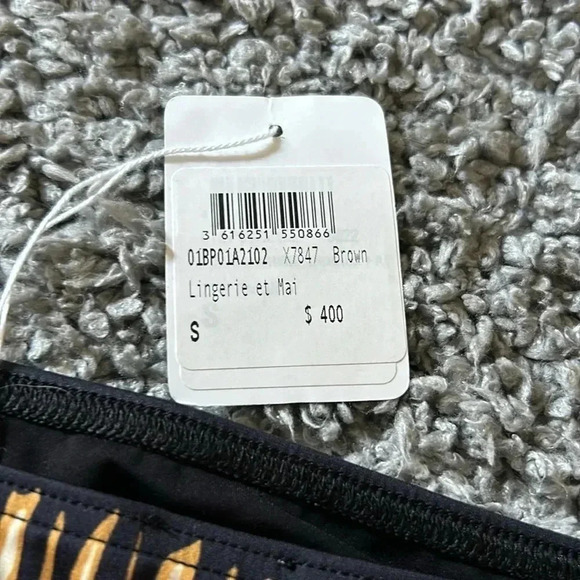 3 616251 550866
01BP01A2102 X7847 Brown
Lingerie et Mai
$ 400
S